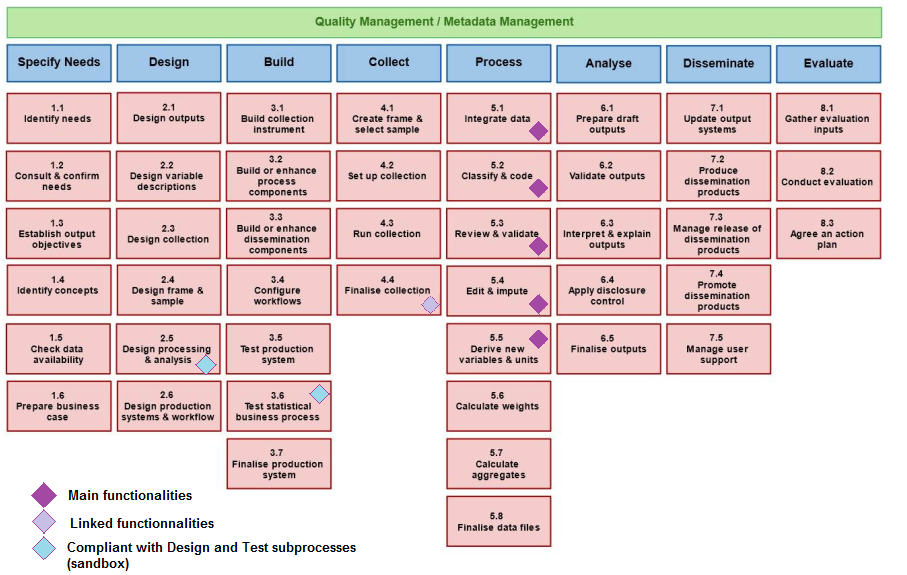 Quality Management / Metadata Management
Specify Needs
Design
Build
Collect
Process
Analyse
Disseminate
Evaluate
1.1
Identify needs
2.1
Design outputs
3.1
Build collection
instrument
4.1
Create frame &
select sample
5.1
Integrate data
6.1
Prepare draft
outputs
7.1
Update output
systems
8.1
Gather evaluation
inputs
1.2
Consult & confirm
needs
2.2
Design variable
descriptions
3.2
Build or enhance
process
components
4.2
Set up collection
5.2
Classify & code
6.2
Validate outputs
7.2
Produce
dissemination
products
8.2
Conduct evaluation
1.3
Establish output
objectives
2.3
Design collection
3.3
Build or enhance
dissemination
components
4.3
Run collection
5.3
Review & validate
6.3
Interpret & explain
outputs
7.3
Manage release of
dissemination
products
8.3
Agree an action
plan
1.4
Identify concepts
2.4
Design frame &
sample
3.4
Configure
workflows
4.4
Finalise collection
5.4
Edit & impute
6.4
Apply disclosure
control
7.4
Promote
dissemination
products
1.5
Check data
availability
2.5
Design processing
& analysis
3.5
Test production
system
5.5
Derive new
variables & units
6.5
Finalise outputs
7.5
Manage user
support
1.6
Prepare business
case
2.6
Design production
systems & workflow
3.6
Test statistical
business process
5.6
Calculate weights
3.7
Finalise production
system
5.7
Calculate
aggregates
5.8
Finalise data files
Main functionalities
Linked functionnalities
Compliant with Design and Test subprocesses
(sandbox)